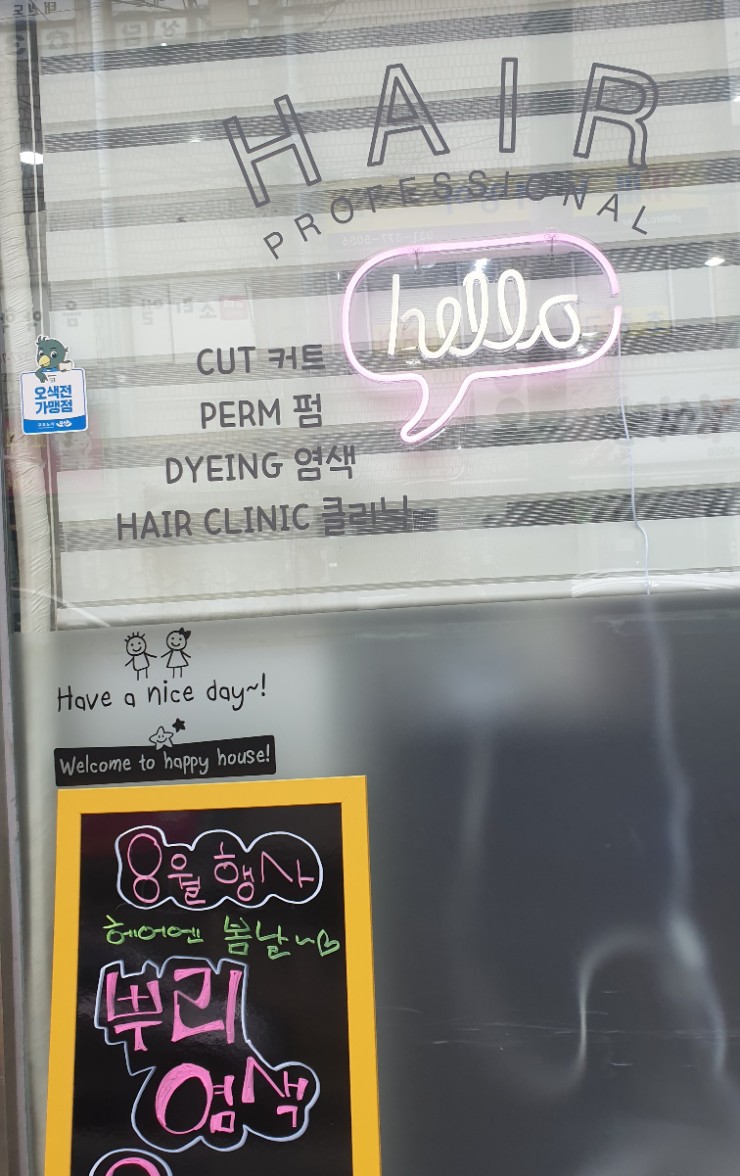 HAIR
PROFESSIONAL
hello
CUT 커트
PERM 펌
DYEING 염색
HAIR CLINIC 클리닉
오색전
가맹점
Have a nice day~!
Welcome to happy house!
8월 행사
헤어엔 봄날~♡
뿌리
염색